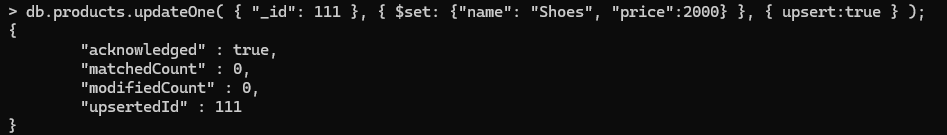 > db.products.updateOne( { "_id": 111 }, { $set: {"name": "Shoes", "price":2000} }, { upsert:true } );
{
        "acknowledged" : true,
        "matchedCount" : 0,
        "modifiedCount" : 0,
        "upsertedId" : 111
}